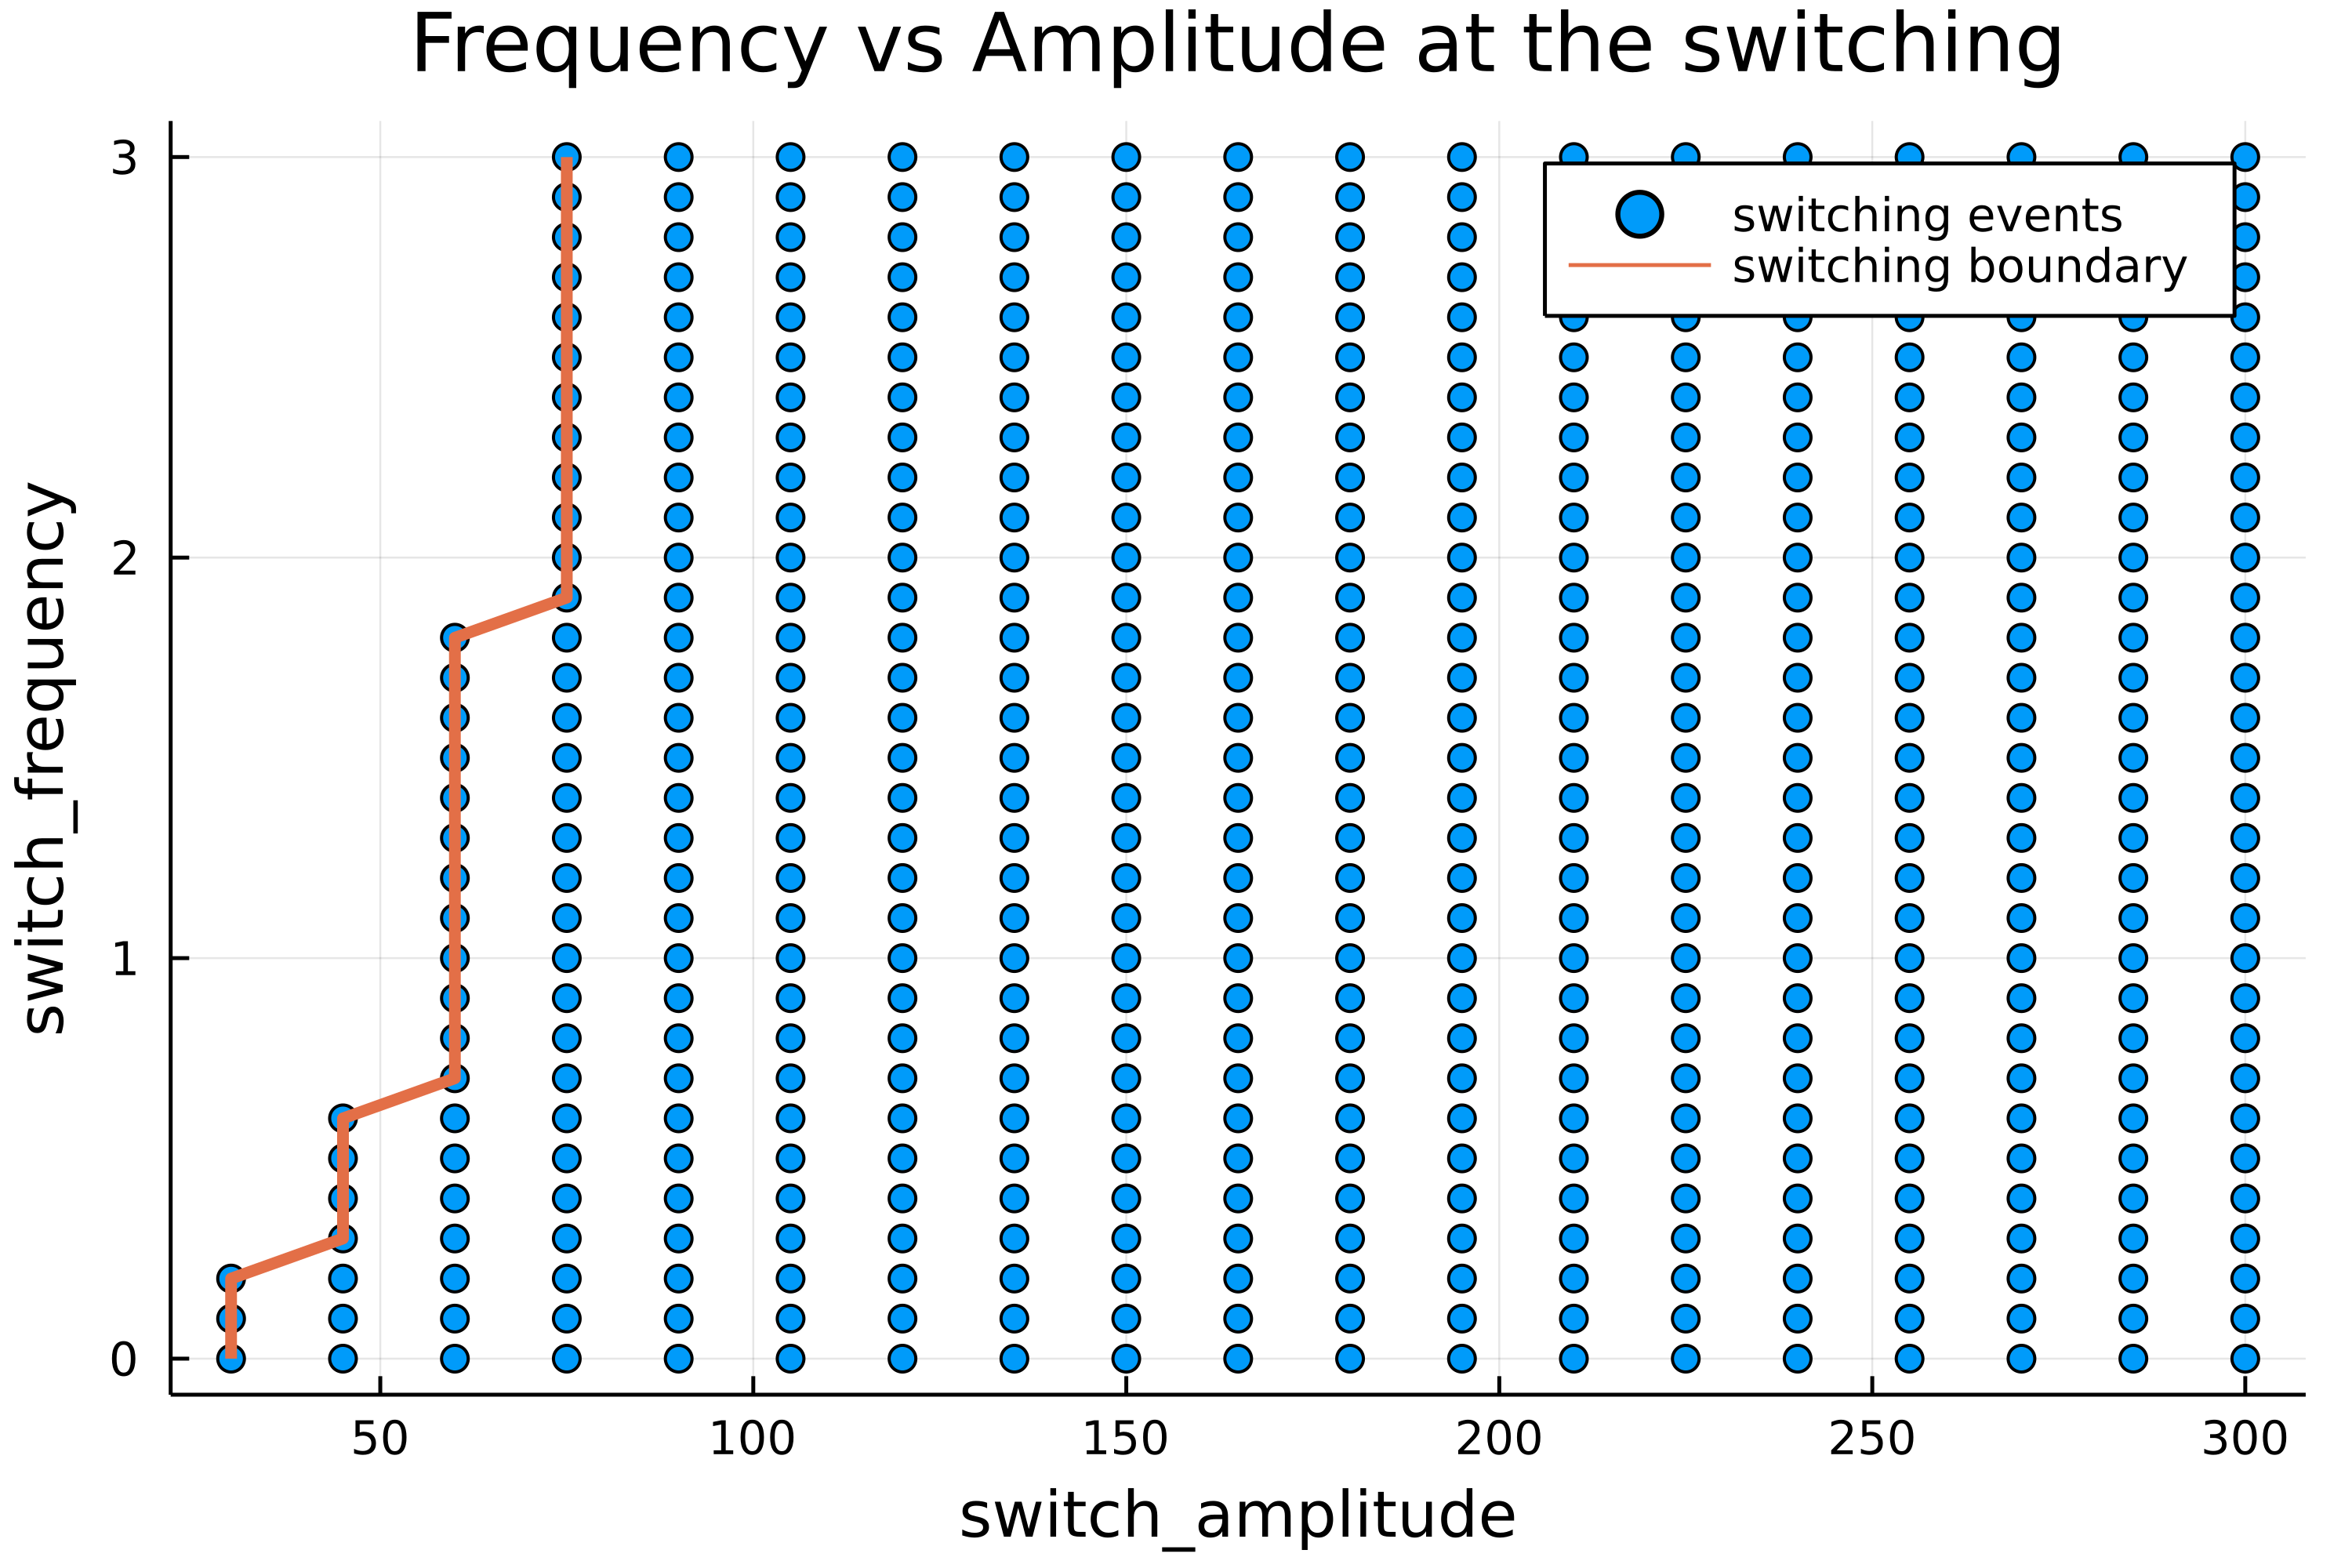 Frequency vs Amplitude at the switching
switching events
switching boundary
switch_frequency
3
2
1
0
50 100 150 200 250 300
switch_amplitude